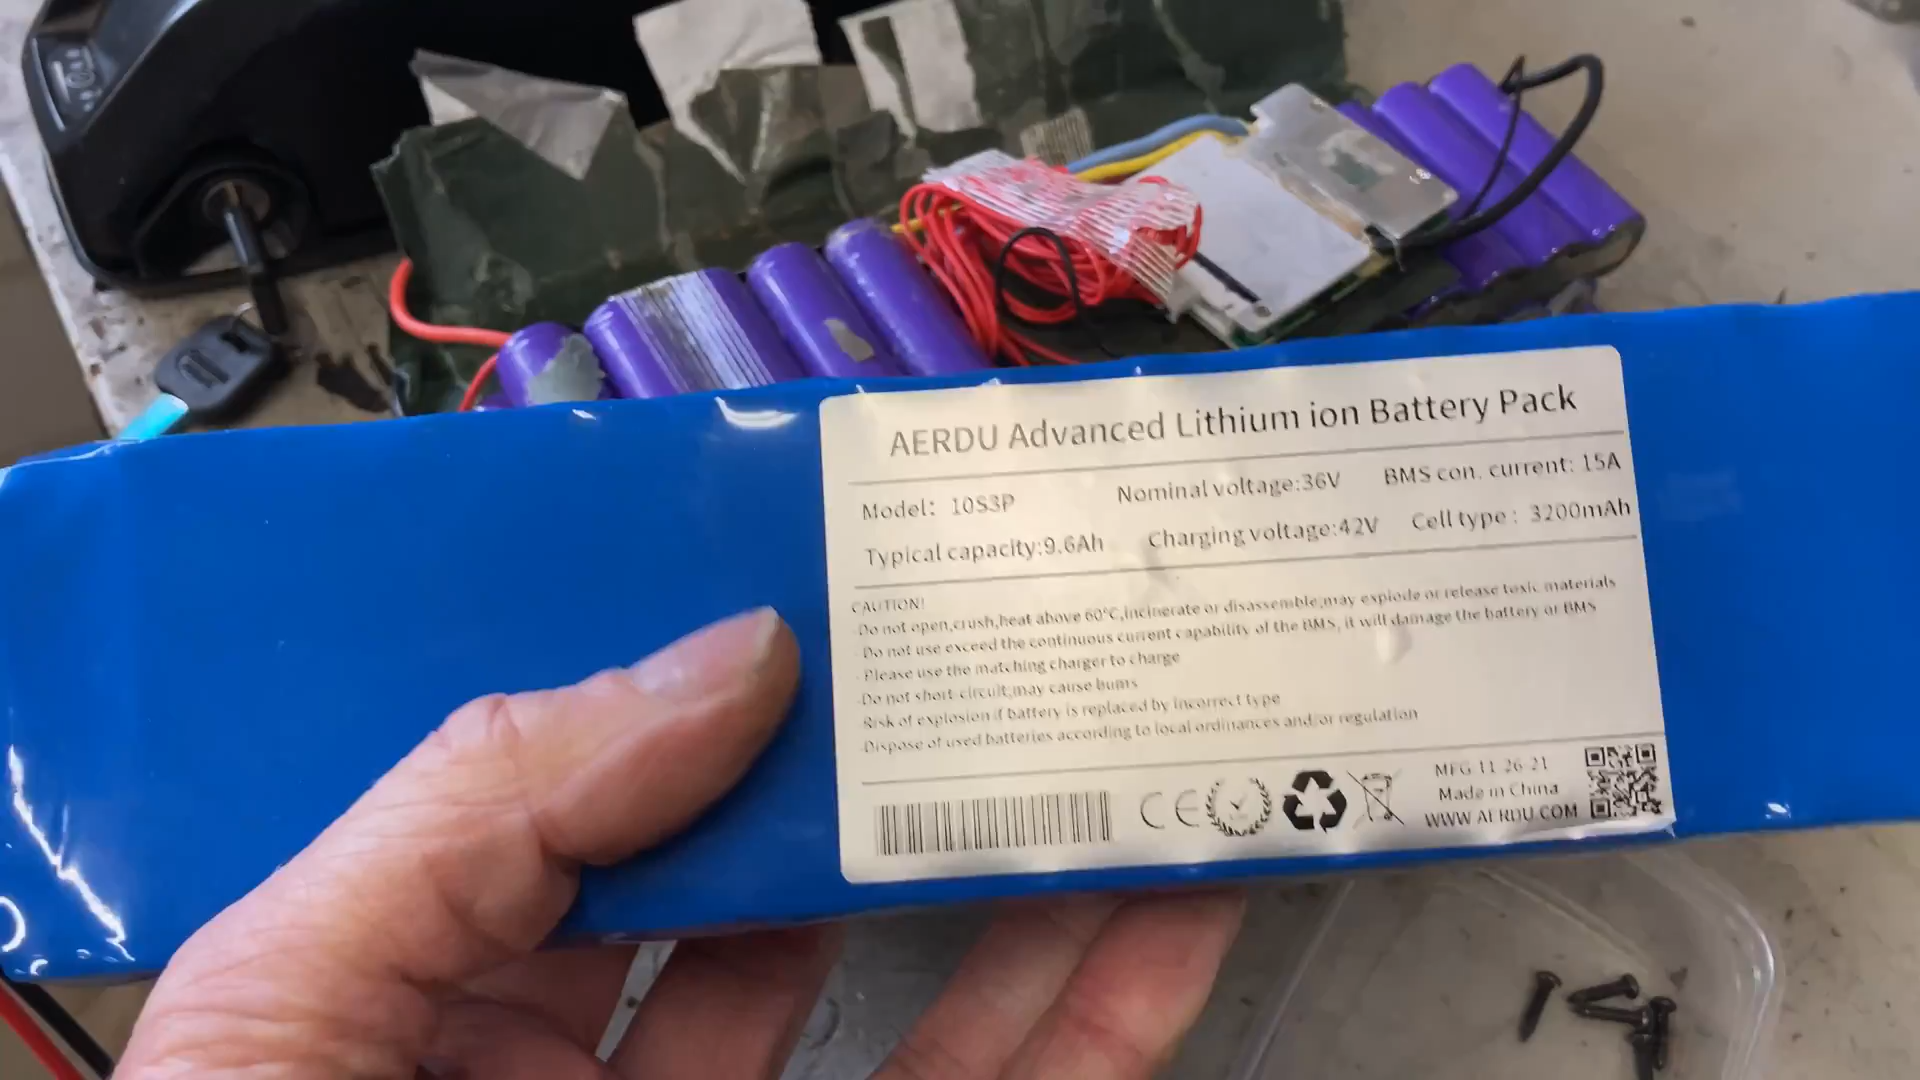 AERDU Advanced Lithium ion Battery Pack
Model: 10S3P Nominal voltage:36V BMS con. current: 15A
Typical capacity:9.6Ah Charging voltage:42V Cell type : 3200mAh
CAUTION!
·Do not open,crush,heat above 60°C,incinerate or disassemble;may explode or release toxic materials
·Do not use exceed the continuous current capability of the BMS, it will damage the battery or BMS
·Please use the matching charger to charge
·Do not short circuit;may cause burns
·Risk of explosion if battery is replaced by incorrect type
·Dispose of used batteries according to local ordinances and/or regulation
CE
MFG 11-26-21
Made in China
WWW AERDU.COM